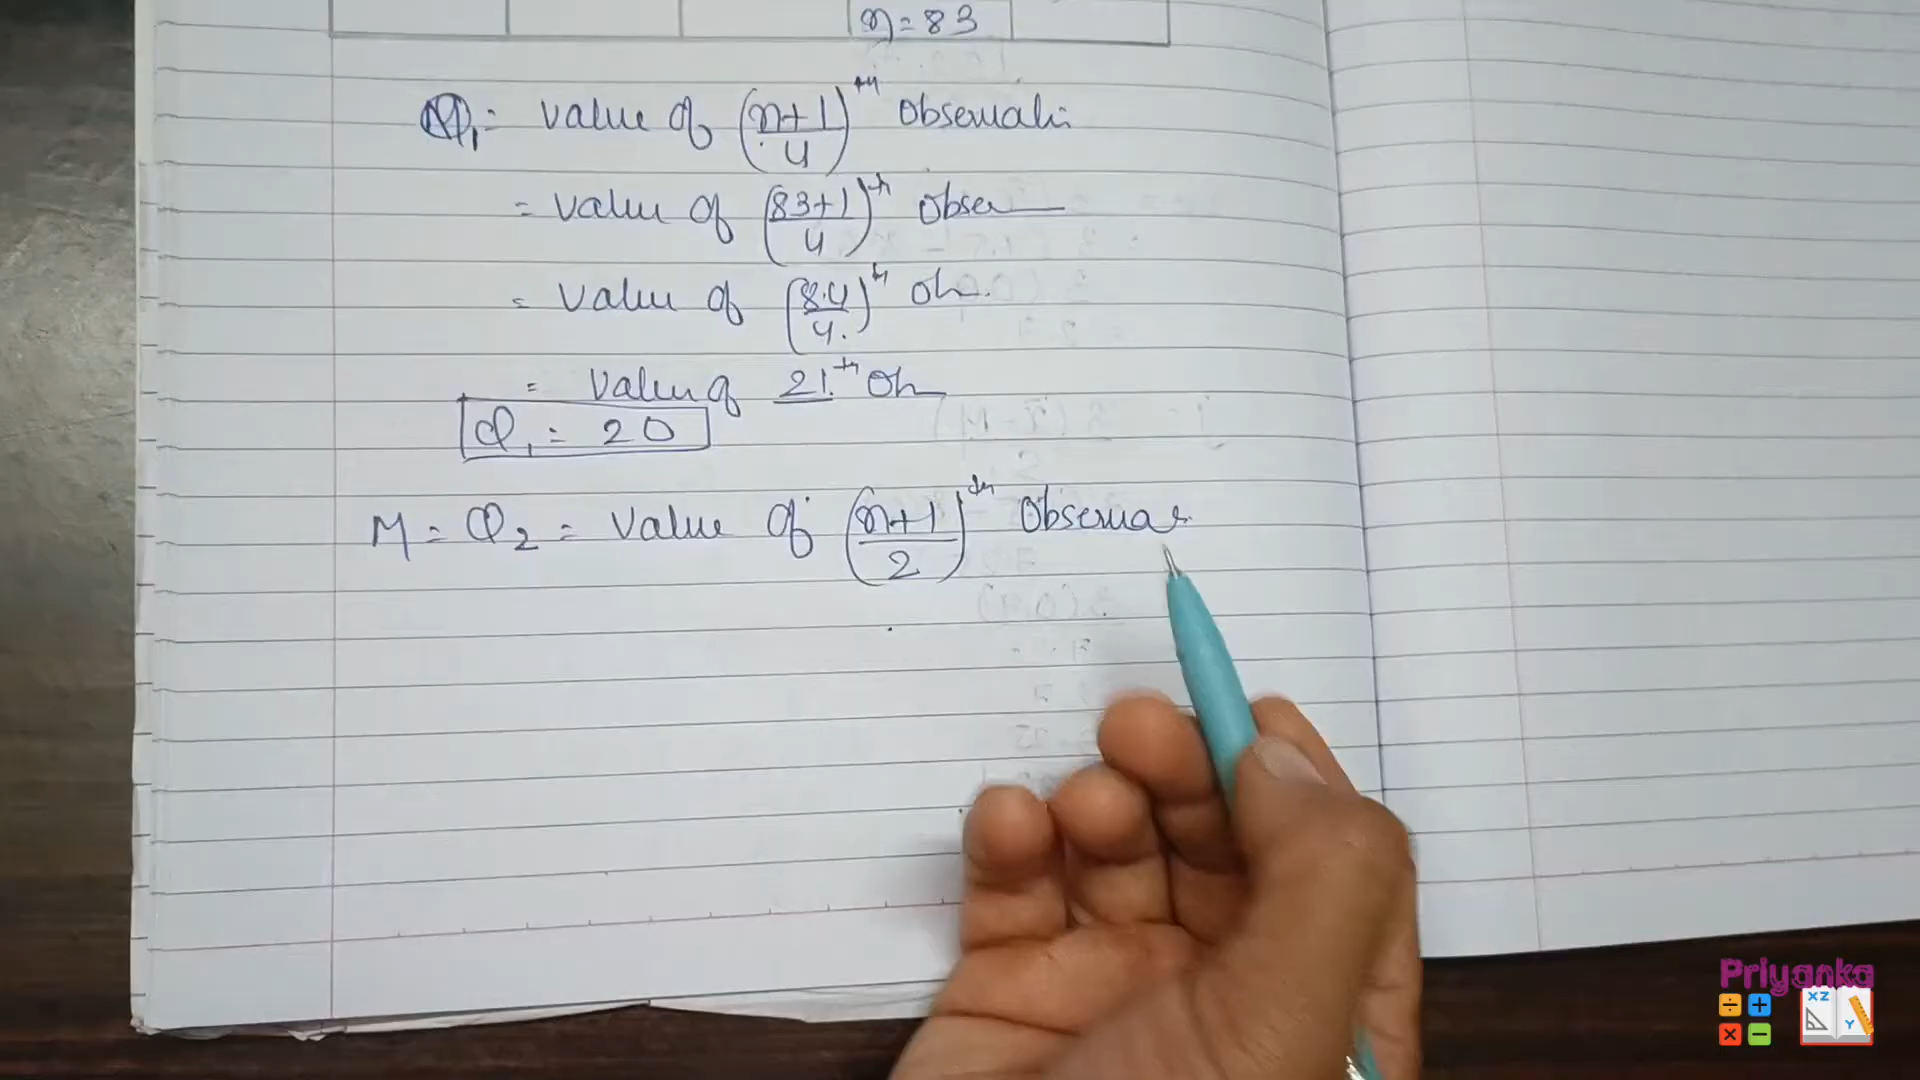 n = 83
Q₁ = value of (n+1/4)th Observati
= value of (83+1/4)th Obser
= value of (84/4)th Ob.
= value of 21th Ob
Q₁ = 20
M = Q₂ = value of (n+1/2)th Observa
Priyanka
XZ
Y